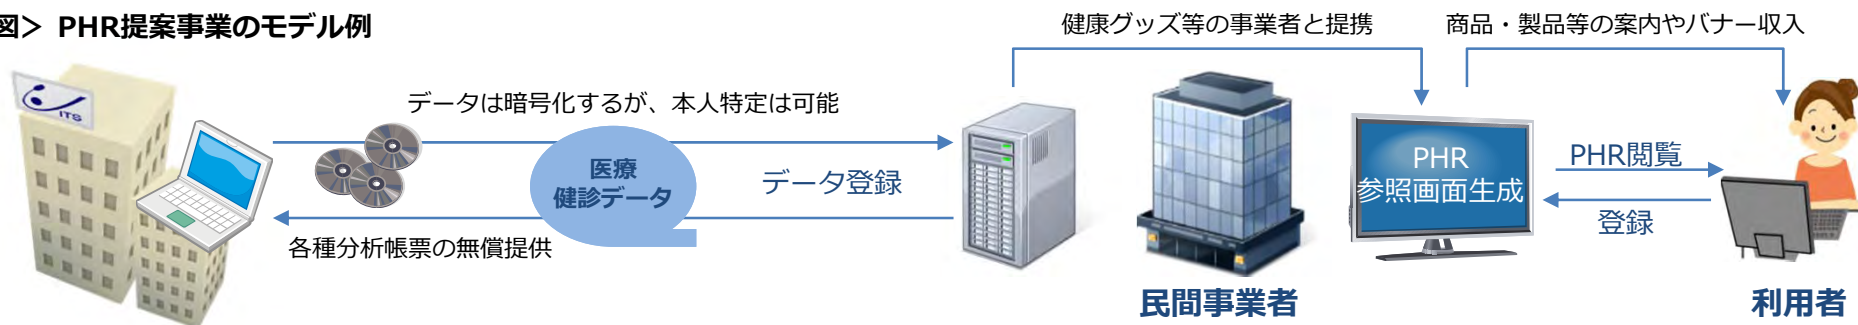 図＞ PHR提案事業のモデル例
健康グッズ等の事業者と提携
商品・製品等の案内やバナー収入
ITS
データは暗号化するが、本人特定は可能
医療
健診データ
データ登録
各種分析帳票の無償提供
PHR
参照画面生成
PHR閲覧
登録
民間事業者
利用者